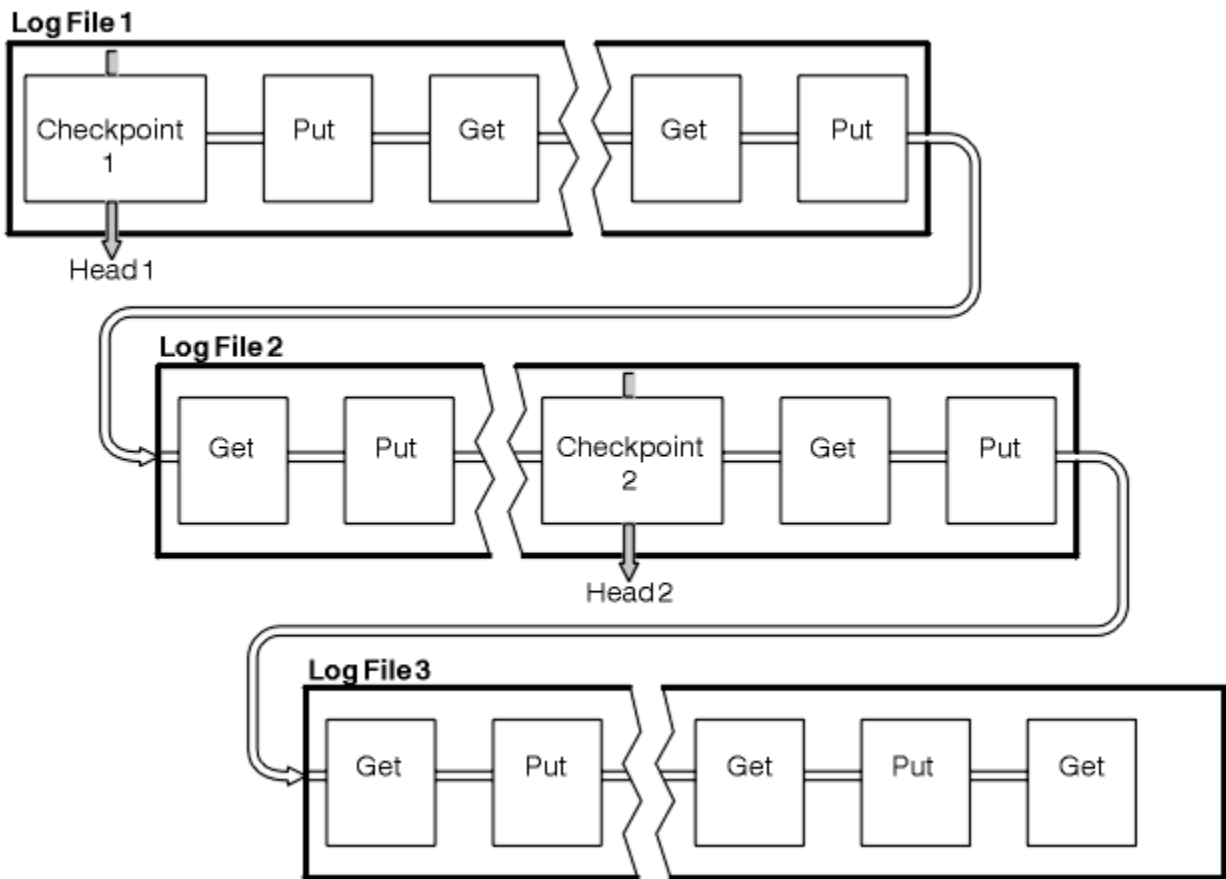 Log File 1
Checkpoint
1
Put
Get
Get
Put
Head 1
Log File 2
Get
Put
Checkpoint
2
Get
Put
Head 2
Log File 3
Get
Put
Get
Put
Get